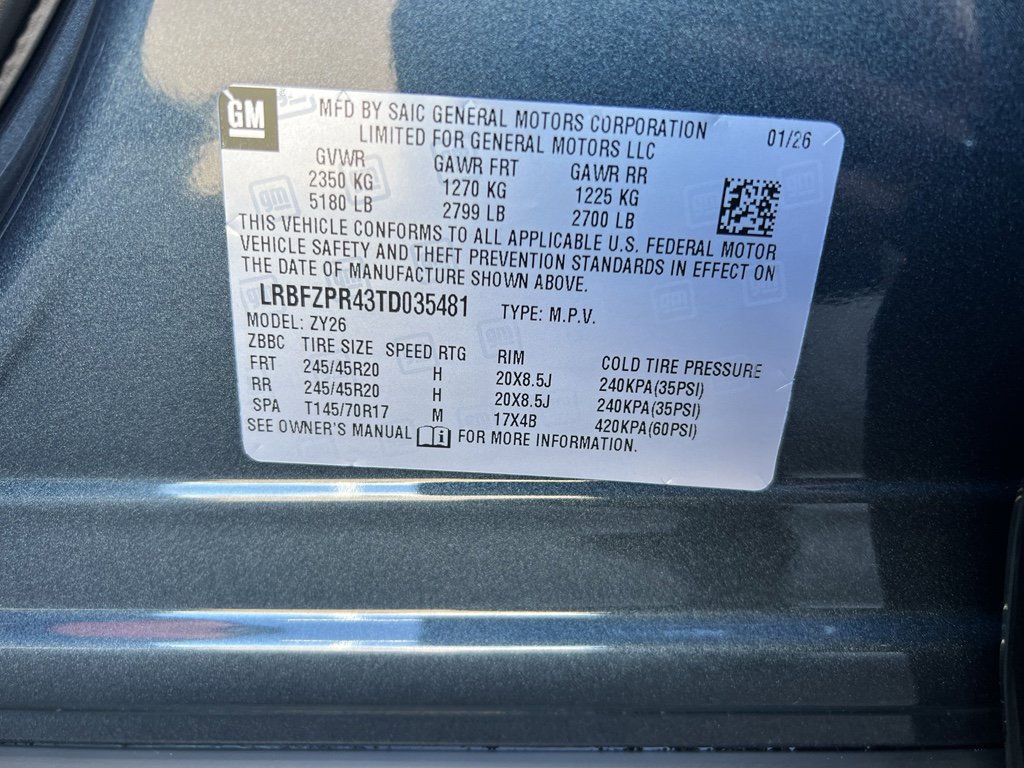 GM
MFD BY SAIC GENERAL MOTORS CORPORATION
LIMITED FOR GENERAL MOTORS LLC
01/26
GVWR GAWR FRT GAWR RR
2350 KG 1270 KG 1225 KG
5180 LB 2799 LB 2700 LB
THIS VEHICLE CONFORMS TO ALL APPLICABLE U.S. FEDERAL MOTOR
VEHICLE SAFETY AND THEFT PREVENTION STANDARDS IN EFFECT ON
THE DATE OF MANUFACTURE SHOWN ABOVE.
LRBFZPR43TD035481 TYPE: M.P.V.
MODEL: ZY26
ZBBC TIRE SIZE SPEED RTG RIM COLD TIRE PRESSURE
FRT 245/45R20 H 20X8.5J 240KPA(35PSI)
RR 245/45R20 H 20X8.5J 240KPA(35PSI)
SPA T145/70R17 M 17X4B 420KPA(60PSI)
SEE OWNER'S MANUAL FOR MORE INFORMATION.